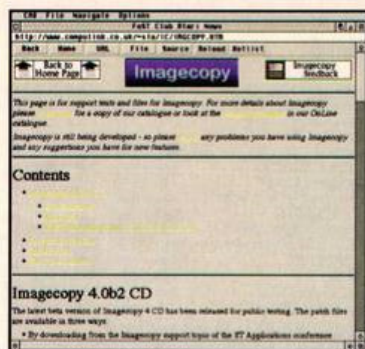 CAB File Navigate Options
FaST Club Atari News
http://www.compulink.co.uk/~sta/ic/IMGCOPY.HTM
Back Home URL File Source Reload Hotlist
Back to
Home Page
Imagecopy
Imagecopy
feedback
This page is for support texts and files for Imagecopy. For more details about Imagecopy
please for a copy of our catalogue or look at the in our OnLine
catalogue.
Imagecopy is still being developed - so please any problems you have using Imagecopy
and any suggestions you have for new features.
Contents
Imagecopy 4.0b2 CD
The latest beta version of Imagecopy 4 CD has been released for public testing. The patch files
are available in three ways:
• By downloading from the Imagecopy support topic of the ST Applications conference